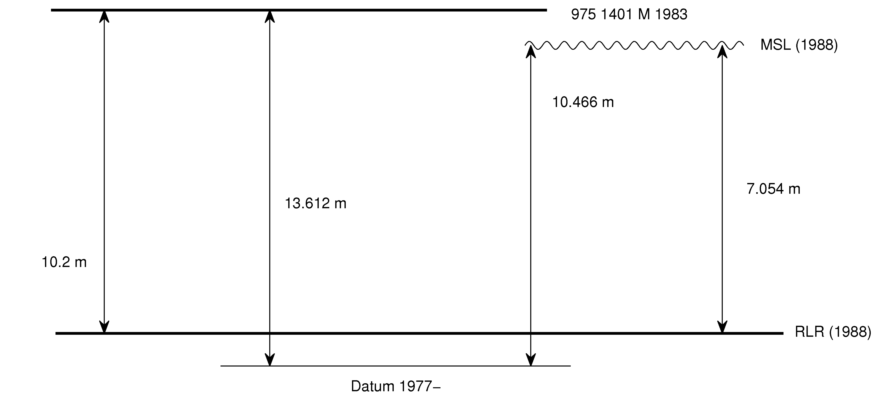 975 1401 M 1983
MSL (1988)
10.466 m
7.054 m
13.612 m
10.2 m
RLR (1988)
Datum 1977–